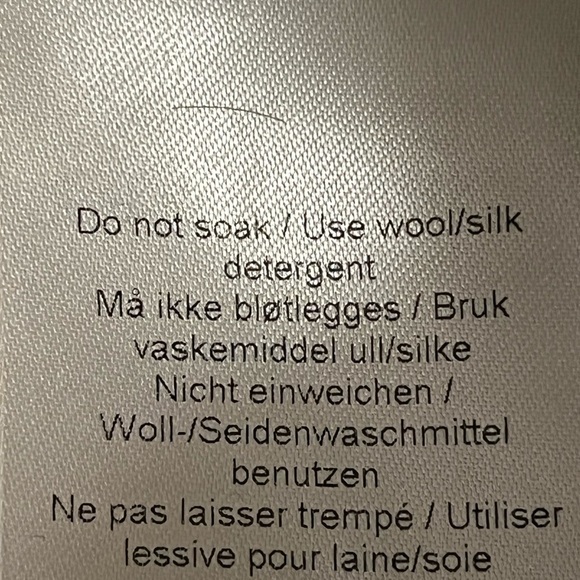 Do not soak / Use wool/silk
detergent
Må ikke bløtlegges / Bruk
vaskemiddel ull/silke
Nicht einweichen /
Woll-/Seidenwaschmittel
benutzen
Ne pas laisser trempé / Utiliser
lessive pour laine/soie